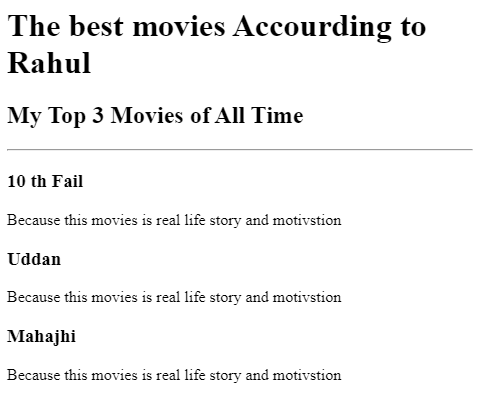 The best movies Accourding to
Rahul
My Top 3 Movies of All Time
10 th Fail
Because this movies is real life story and motivstion
Uddan
Because this movies is real life story and motivstion
Mahajhi
Because this movies is real life story and motivstion